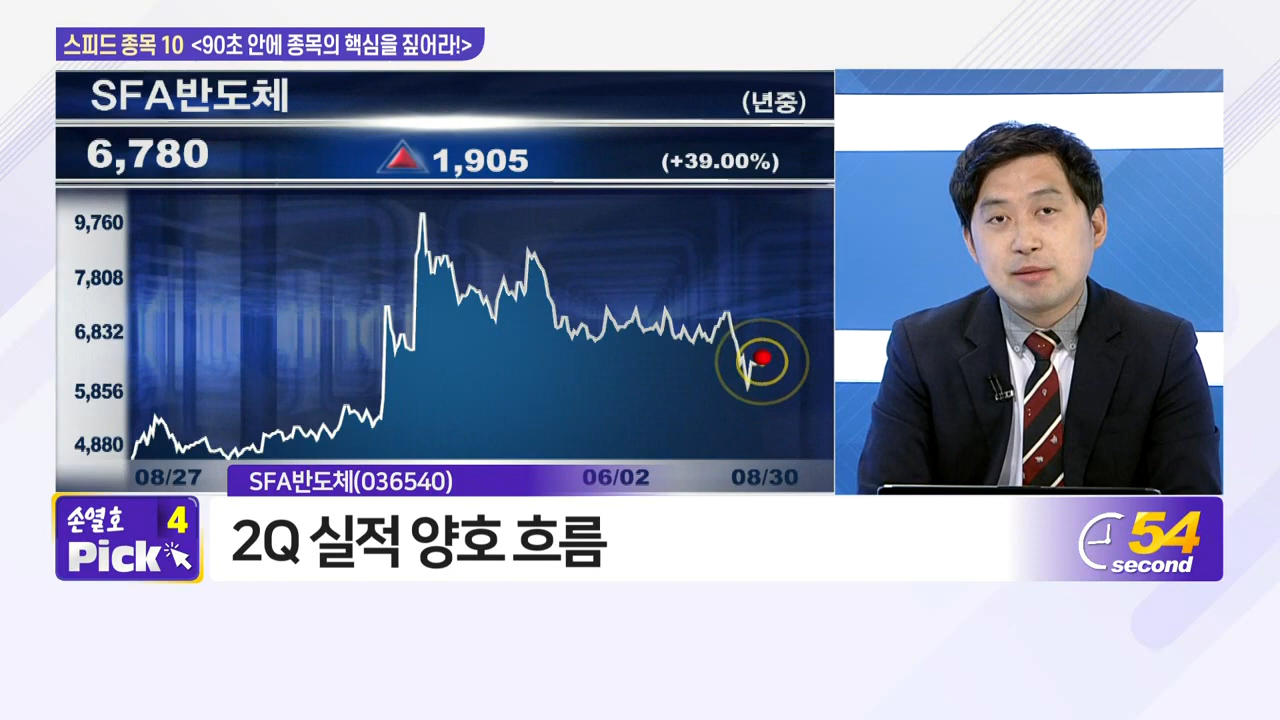 스피드 종목 10 <90초 안에 종목의 핵심을 짚어라!>
SFA반도체 (년중)
6,780 1,905 (+39.00%)
9,760
7,808
6,832
5,856
4,880
08/27 06/02 08/30
SFA반도체(036540)
손열호 4
Pick
2Q 실적 양호 흐름
54
second